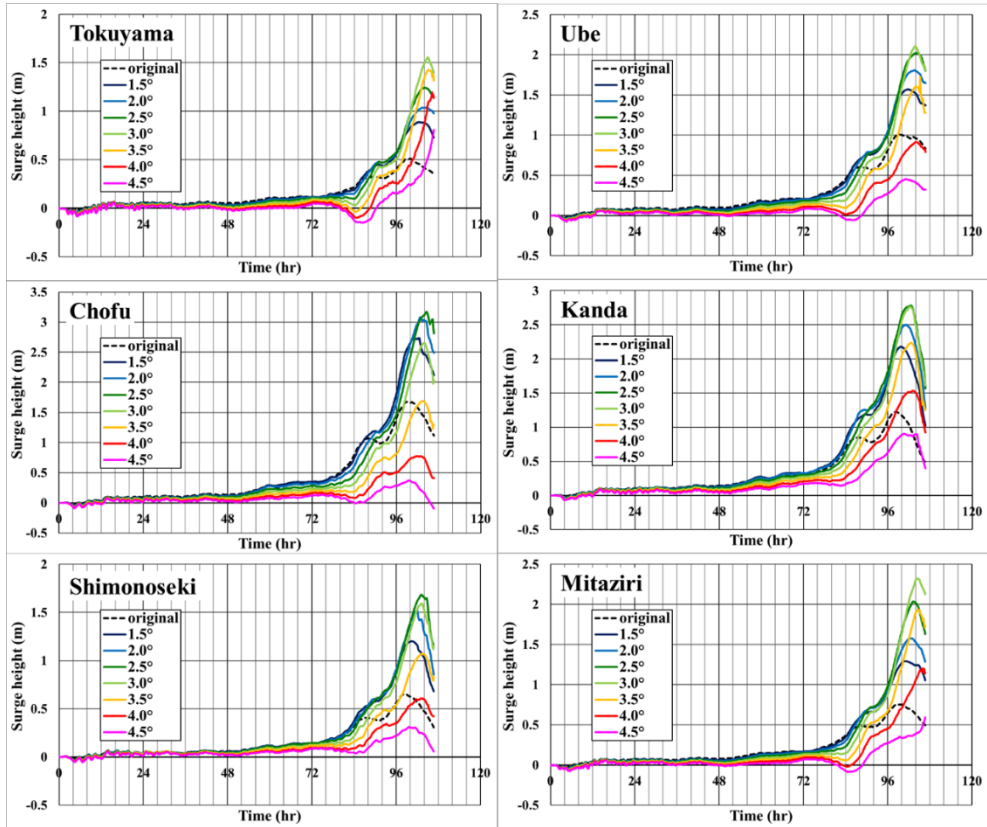 Tokuyama
Surge height (m)
2
1.5
1
0.5
0
-0.5
original
1.5°
2.0°
2.5°
3.0°
3.5°
4.0°
4.5°
0 24 48 72 96 120
Time (hr)
Ube
Surge height (m)
2.5
2
1.5
1
0.5
0
-0.5
original
1.5°
2.0°
2.5°
3.0°
3.5°
4.0°
4.5°
0 24 48 72 96 120
Time (hr)
Chofu
Surge height (m)
3.5
3
2.5
2
1.5
1
0.5
0
-0.5
original
1.5°
2.0°
2.5°
3.0°
3.5°
4.0°
4.5°
0 24 48 72 96 120
Time (hr)
Kanda
Surge height (m)
3
2.5
2
1.5
1
0.5
0
-0.5
original
1.5°
2.0°
2.5°
3.0°
3.5°
4.0°
4.5°
0 24 48 72 96 120
Time (hr)
Shimonoseki
Surge height (m)
2
1.5
1
0.5
0
-0.5
original
1.5°
2.0°
2.5°
3.0°
3.5°
4.0°
4.5°
0 24 48 72 96 120
Time (hr)
Mitaziri
Surge height (m)
2.5
2
1.5
1
0.5
0
-0.5
original
1.5°
2.0°
2.5°
3.0°
3.5°
4.0°
4.5°
0 24 48 72 96 120
Time (hr)